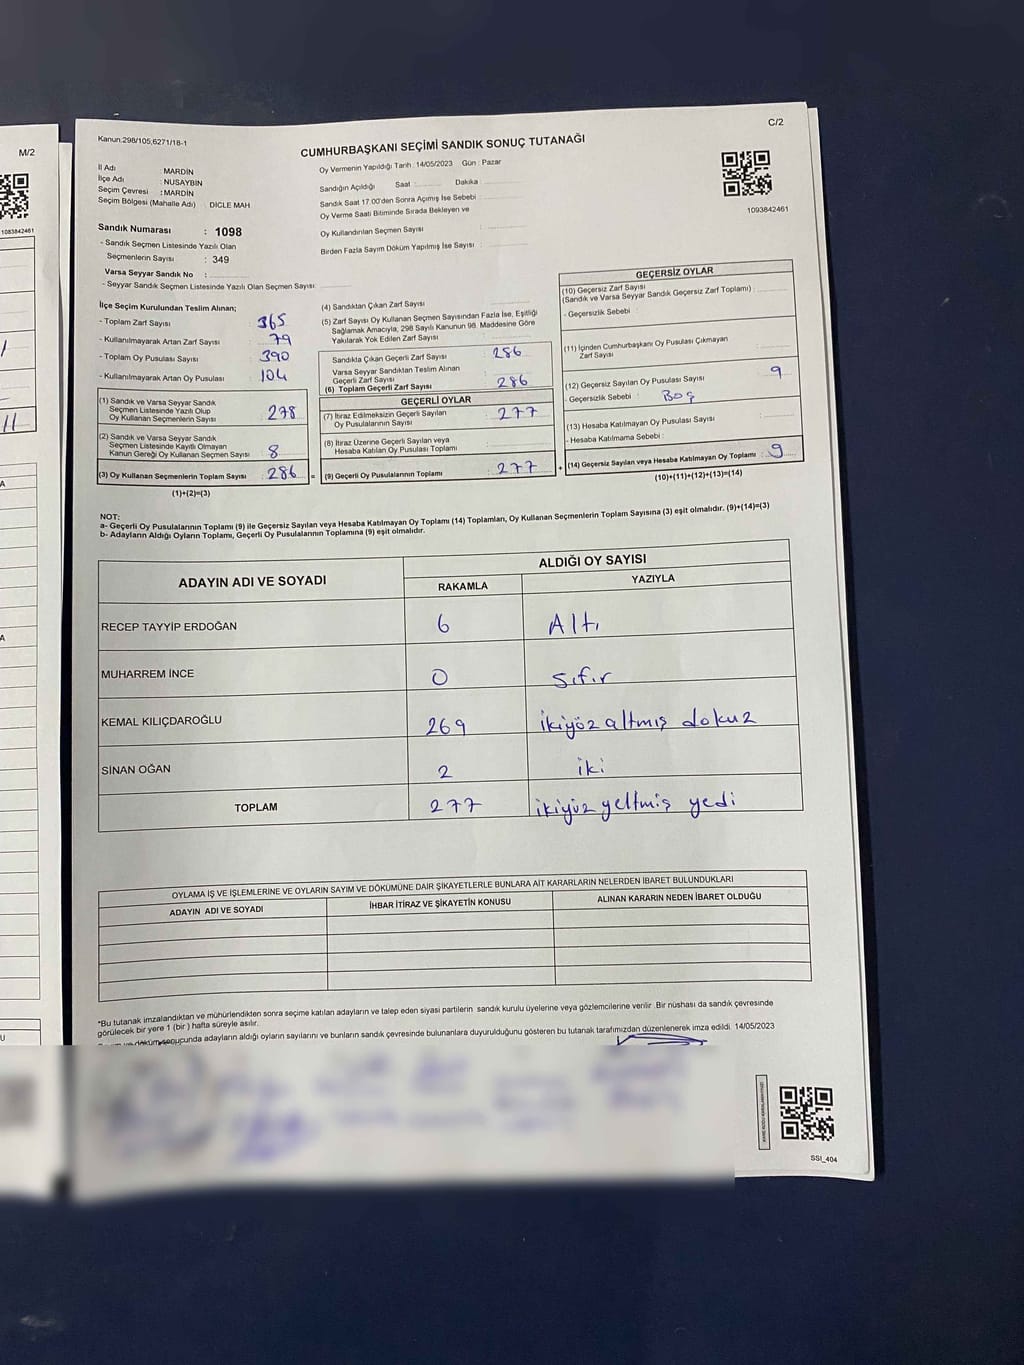 M/2
1083842461
Kanun:298/105,6271/18-1
CUMHURBAŞKANI SEÇİMİ SANDIK SONUÇ TUTANAĞI
C/2
1093842461
İl Adı : MARDİN
İlçe Adı : NUSAYBİN
Seçim Çevresi : MARDİN
Seçim Bölgesi (Mahalle Adı) : DICLE MAH
Sandık Numarası : 1098
- Sandık Seçmen Listesinde Yazılı Olan
Seçmenlerin Sayısı : 349
Varsa Seyyar Sandık No :
- Seyyar Sandık Seçmen Listesinde Yazılı Olan Seçmen Sayısı:
Oy Vermenin Yapıldığı Tarih : 14/05/2023 Gün : Pazar
Sandığın Açıldığı Saat : Dakika :
Sandık Saat 17.00'den Sonra Açımış İse Sebebi :
Oy Verme Saati Bitiminde Sırada Bekleyen ve
Oy Kullandırılan Seçmen Sayısı :
Birden Fazla Sayım Döküm Yapılmış İse Sayısı :
İlçe Seçim Kurulundan Teslim Alınan;
- Toplam Zarf Sayısı : 365
- Kullanılmayarak Artan Zarf Sayısı : 79
- Toplam Oy Pusulası Sayısı : 390
- Kullanılmayarak Artan Oy Pusulası : 104
(1) Sandık ve Varsa Seyyar Sandık
Seçmen Listesinde Yazılı Olup
Oy Kullanan Seçmenlerin Sayısı : 278
(2) Sandık ve Varsa Seyyar Sandık
Seçmen Listesinde Kayıtlı Olmayan
Kanun Gereği Oy Kullanan Seçmen Sayısı : 8
(3) Oy Kullanan Seçmenlerin Toplam Sayısı : 286
(1)+(2)=(3)
(4) Sandıktan Çıkan Zarf Sayısı :
(5) Zarf Sayısı Oy Kullanan Seçmen Sayısından Fazla İse, Eşitliği
Sağlamak Amacıyla, 298 Sayılı Kanunun 98. Maddesine Göre
Yakılarak Yok Edilen Zarf Sayısı :
Sandıkta Çıkan Geçerli Zarf Sayısı : 286
Varsa Seyyar Sandıktan Teslim Alınan
Geçerli Zarf Sayısı
(6) Toplam Geçerli Zarf Sayısı : 286
GEÇERLİ OYLAR
(7) İtiraz Edilmeksizin Geçerli Sayılan
Oy Pusulalarının Sayısı : 277
(8) İtiraz Üzerine Geçerli Sayılan veya
Hesaba Katılan Oy Pusulası Toplamı :
= (9) Geçerli Oy Pusulalarının Toplamı : 277
GEÇERSİZ OYLAR
(10) Geçersiz Zarf Sayısı
(Sandık ve Varsa Seyyar Sandık Geçersiz Zarf Toplamı) :
- Geçersizlik Sebebi :
(11) İçinden Cumhurbaşkanı Oy Pusulası Çıkmayan
Zarf Sayısı :
(12) Geçersiz Sayılan Oy Pusulası Sayısı : 9
- Geçersizlik Sebebi : Boş
(13) Hesaba Katılmayan Oy Pusulası Sayısı :
- Hesaba Katılmama Sebebi :
+ (14) Geçersiz Sayılan veya Hesaba Katılmayan Oy Toplamı : 9
(10)+(11)+(12)+(13)=(14)
NOT:
a- Geçerli Oy Pusulalarının Toplamı (9) ile Geçersiz Sayılan veya Hesaba Katılmayan Oy Toplamı (14) Toplamları, Oy Kullanan Seçmenlerin Toplam Sayısına (3) eşit olmalıdır. (9)+(14)=(3)
b- Adayların Aldığı Oyların Toplamı, Geçerli Oy Pusulalarının Toplamına (9) eşit olmalıdır.
ADAYIN ADI VE SOYADI
ALDIĞI OY SAYISI
RAKAMLA YAZIYLA
RECEP TAYYİP ERDOĞAN 6 Altı
MUHARREM İNCE 0 Sıfır
KEMAL KILIÇDAROĞLU 269 ikiyüz altmış dokuz
SİNAN OĞAN 2 iki
TOPLAM 277 ikiyüz yeltmiş yedi
OYLAMA İŞ VE İŞLEMLERİNE VE OYLARIN SAYIM VE DÖKÜMÜNE DAİR ŞİKAYETLERLE BUNLARA AİT KARARLARIN NELERDEN İBARET BULUNDUKLARI
ADAYIN ADI VE SOYADI İHBAR İTİRAZ VE ŞİKAYETİN KONUSU ALINAN KARARIN NEDEN İBARET OLDUĞU
*Bu tutanak imzalandıktan ve mühürlendikten sonra seçime katılan adayların ve talep eden siyasi partilerin sandık kurulu üyelerine veya gözlemcilerine verilir .Bir nüshası da sandık çevresinde
görülecek bir yere 1 (bir ) hafta süreyle asılır.
sonucunda adayların aldığı oyların sayılarını ve bunların sandık çevresinde bulunanlara duyurulduğunu gösteren bu tutanak tarafımızdan düzenlenerek imza edildi. 14/05/2023
SSI_404